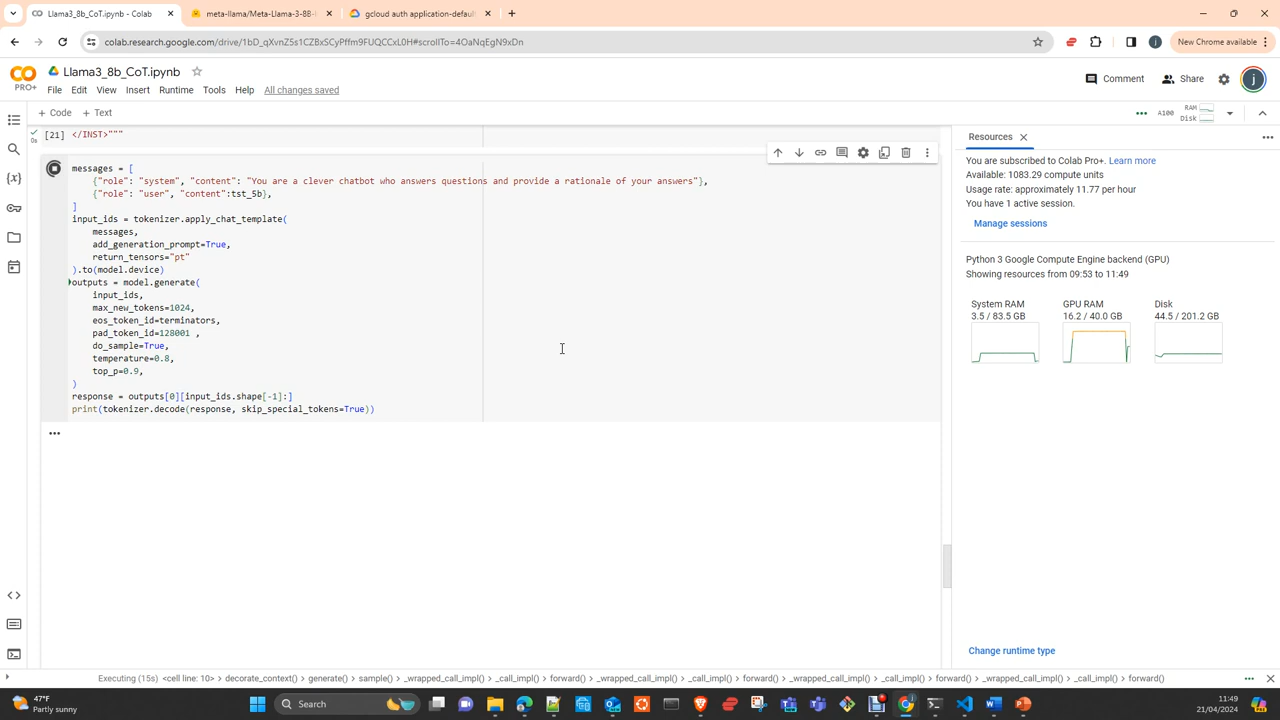 Llama3_8b_CoT.ipynb - Colab
meta-llama/Meta-Llama-3-8B-I
gcloud auth application-defaul
colab.research.google.com/drive/1bD_qXvnZ5s1CZBxSCyPffm9FUQCCxL0H#scrollTo=4OaNqEgN9xDn
New Chrome available
PRO+
Llama3_8b_CoT.ipynb
File Edit View Insert Runtime Tools Help All changes saved
Comment
Share
j
+ Code + Text
A100
RAM
Disk
[21] </INST>"""
0s
messages = [
{"role": "system", "content": "You are a clever chatbot who answers questions and provide a rationale of your answers"},
{"role": "user", "content":tst_5b},
]
input_ids = tokenizer.apply_chat_template(
messages,
add_generation_prompt=True,
return_tensors="pt"
).to(model.device)
outputs = model.generate(
input_ids,
max_new_tokens=1024,
eos_token_id=terminators,
pad_token_id=128001 ,
do_sample=True,
temperature=0.8,
top_p=0.9,
)
response = outputs[0][input_ids.shape[-1]:]
print(tokenizer.decode(response, skip_special_tokens=True))
Resources
You are subscribed to Colab Pro+. Learn more
Available: 1083.29 compute units
Usage rate: approximately 11.77 per hour
You have 1 active session.
Manage sessions
Python 3 Google Compute Engine backend (GPU)
Showing resources from 09:53 to 11:49
System RAM
3.5 / 83.5 GB
GPU RAM
16.2 / 40.0 GB
Disk
44.5 / 201.2 GB
Change runtime type
Executing (15s) <cell line: 10> decorate_context() generate() sample() _wrapped_call_impl() _call_impl() forward() _wrapped_call_impl() _call_impl() forward() _wrapped_call_impl() _call_impl() forward() _wrapped_call_impl() _call_impl() forward()
47°F
Partly sunny
Search
11:49
21/04/2024